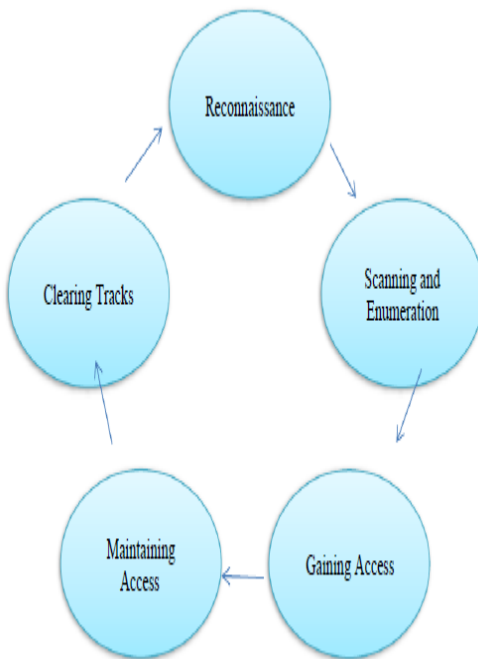 Reconnaissance
Scanning and
Enumeration
Gaining Access
Maintaining
Access
Clearing Tracks